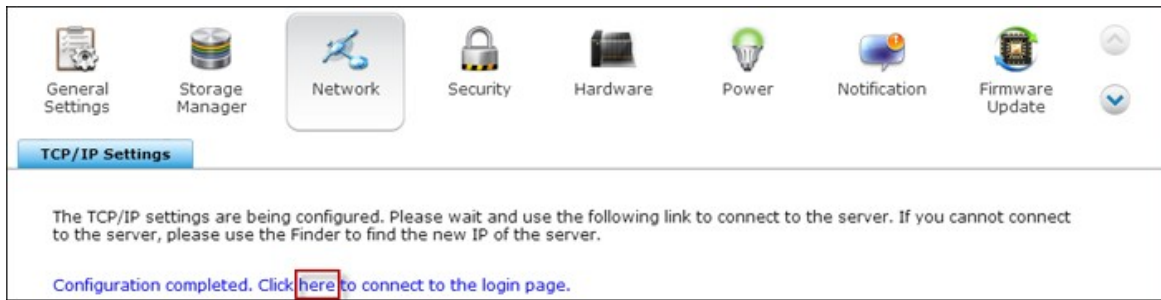 General Settings
Storage Manager
Network
Security
Hardware
Power
Notification
Firmware Update
TCP/IP Settings
The TCP/IP settings are being configured. Please wait and use the following link to connect to the server. If you cannot connect
to the server, please use the Finder to find the new IP of the server.
Configuration completed. Click here to connect to the login page.